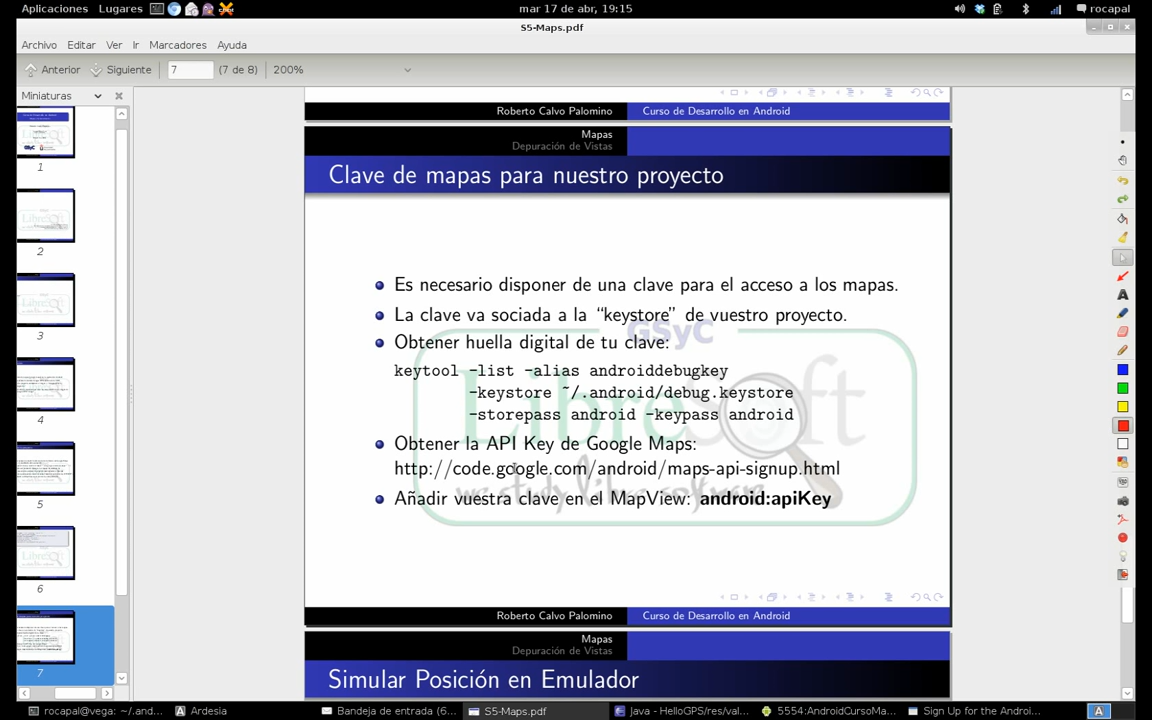 Aplicaciones Lugares mar 17 de abr, 19:15 rocapal
S5-Maps.pdf
Archivo Editar Ver Ir Marcadores Ayuda
Anterior Siguiente 7 (7 de 8) 200%
Miniaturas
1
2
3
4
5
6
7
Roberto Calvo Palomino Curso de Desarrollo en Android
Mapas
Depuración de Vistas
Clave de mapas para nuestro proyecto
Es necesario disponer de una clave para el acceso a los mapas.
La clave va sociada a la “keystore” de vuestro proyecto.
GSyC
Obtener huella digital de tu clave:
keytool -list -alias androiddebugkey
-keystore ~/.android/debug.keystore
-storepass android -keypass android
LibreSoft
Obtener la API Key de Google Maps:
http://code.google.com/android/maps-api-signup.html
Añadir vuestra clave en el MapView: android:apiKey
Roberto Calvo Palomino Curso de Desarrollo en Android
Mapas
Depuración de Vistas
Simular Posición en Emulador
rocapal@vega: ~/.and... Ardesia Bandeja de entrada (6... S5-Maps.pdf Java - HelloGPS/res/val... 5554:AndroidCursoMa... Sign Up for the Androi...